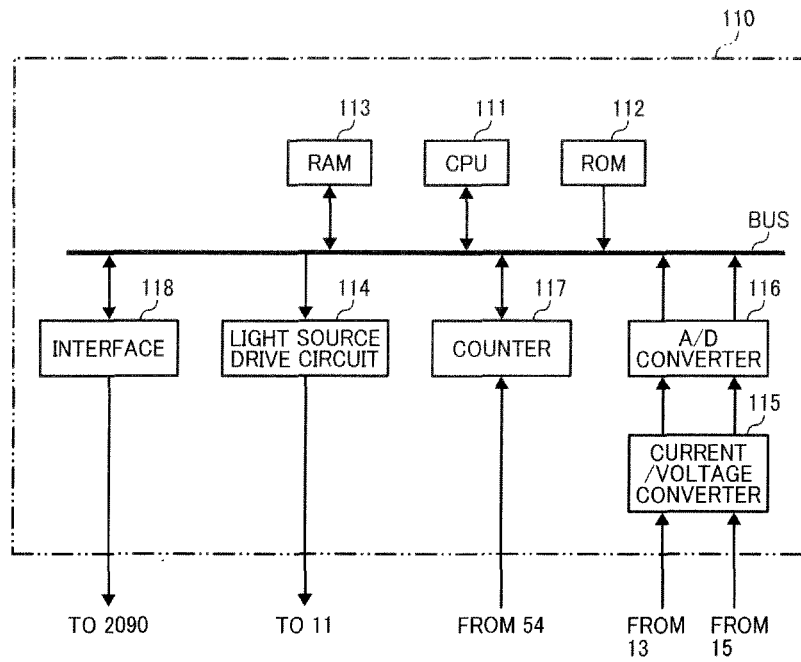 110
113
111
112
RAM
CPU
ROM
BUS
118
114
117
116
INTERFACE
LIGHT SOURCE
DRIVE CIRCUIT
COUNTER
A/D
CONVERTER
115
CURRENT
/VOLTAGE
CONVERTER
TO 2090
TO 11
FROM 54
FROM
13
FROM
15